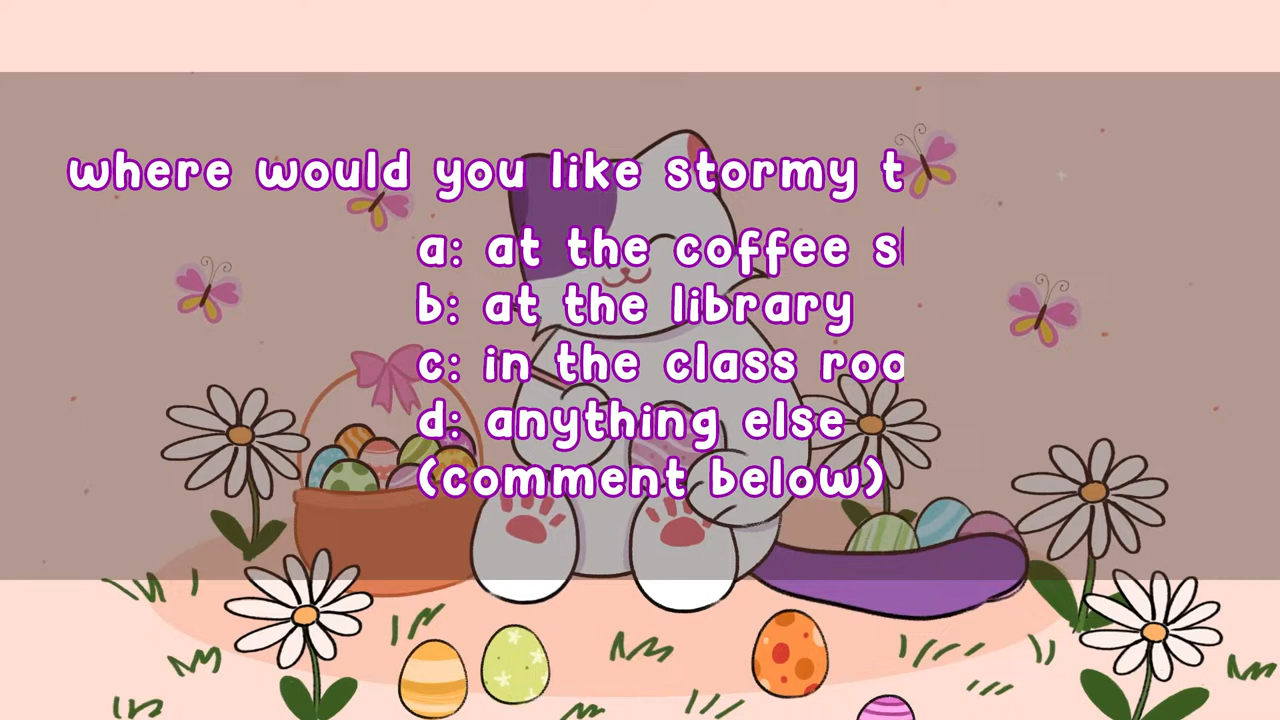 where would you like stormy t
a: at the coffee s
b: at the library
c: in the class roo
d: anything else
(comment below)